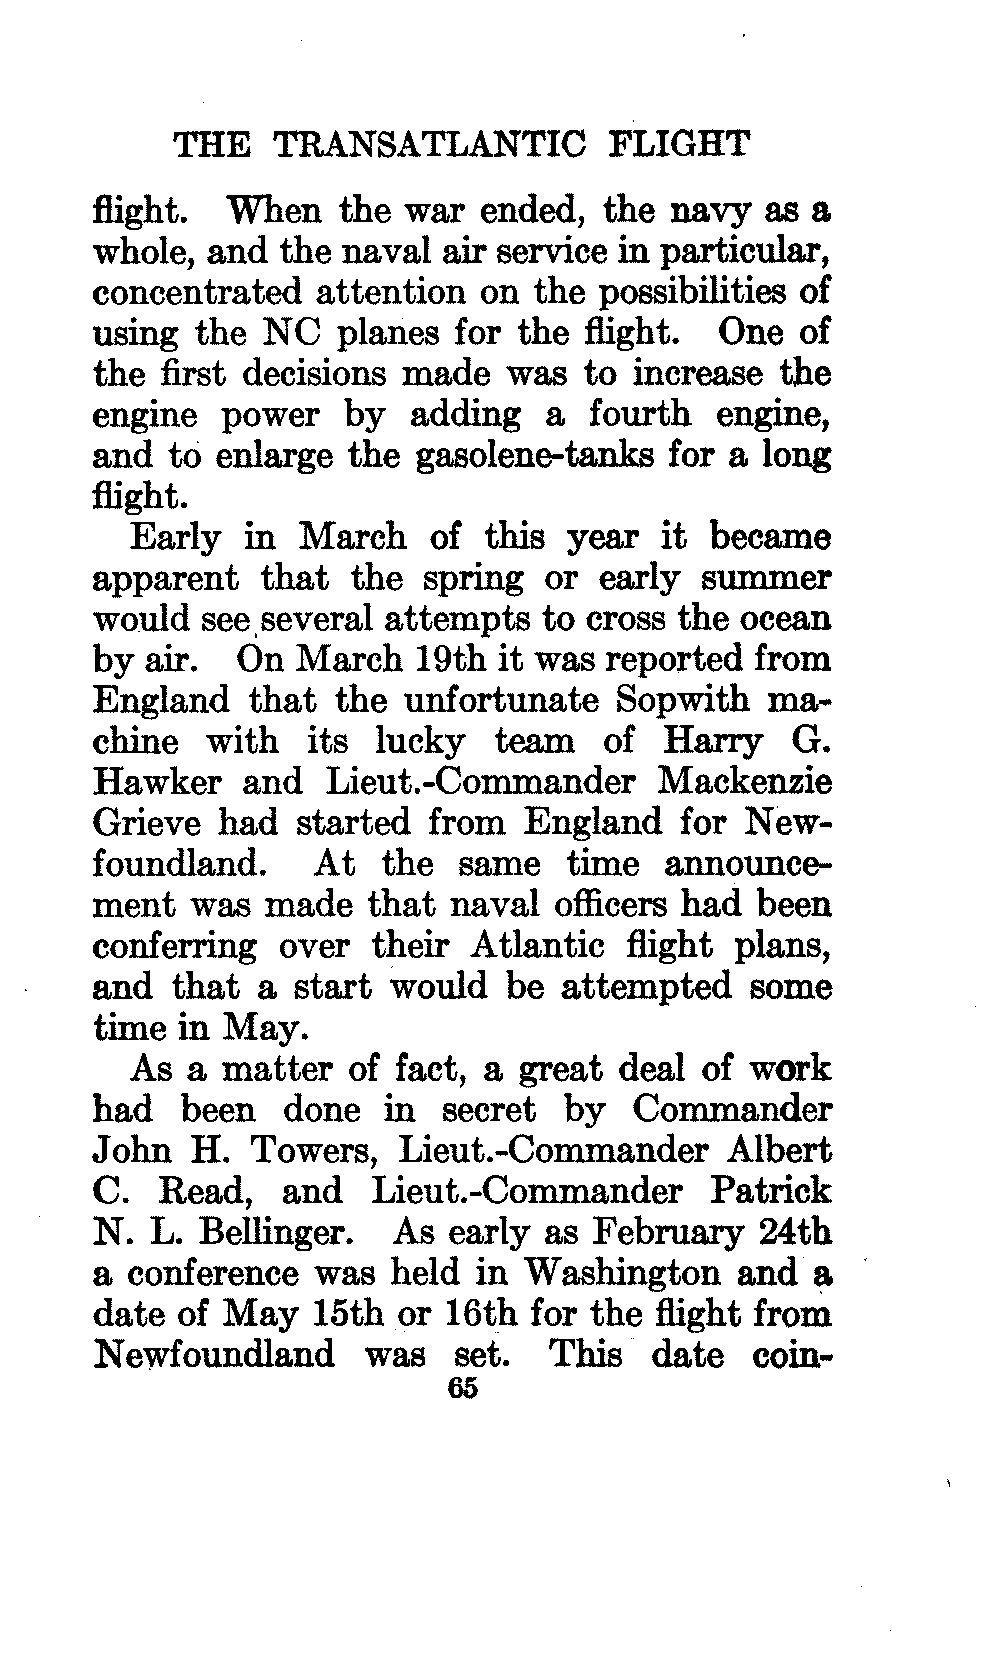 THE TRANSATLANTIC FLIGHT
flight. When the war ended, the navy as a
whole, and the naval air service in particular,
concentrated attention on the possibilities of
using the NC planes for the flight. One of
the first decisions made was to increase the
engine power by adding a fourth engine,
and to enlarge the gasolene-tanks for a long
flight.
Early in March of this year it became
apparent that the spring or early summer
would see several attempts to cross the ocean
by air. On March 19th it was reported from
England that the unfortunate Sopwith ma-
chine with its lucky team of Harry G.
Hawker and Lieut.-Commander Mackenzie
Grieve had started from England for New-
foundland. At the same time announce-
ment was made that naval officers had been
conferring over their Atlantic flight plans,
and that a start would be attempted some
time in May.
As a matter of fact, a great deal of work
had been done in secret by Commander
John H. Towers, Lieut.-Commander Albert
C. Read, and Lieut.-Commander Patrick
N. L. Bellinger. As early as February 24th
a conference was held in Washington and a
date of May 15th or 16th for the flight from
Newfoundland was set. This date coin-
65